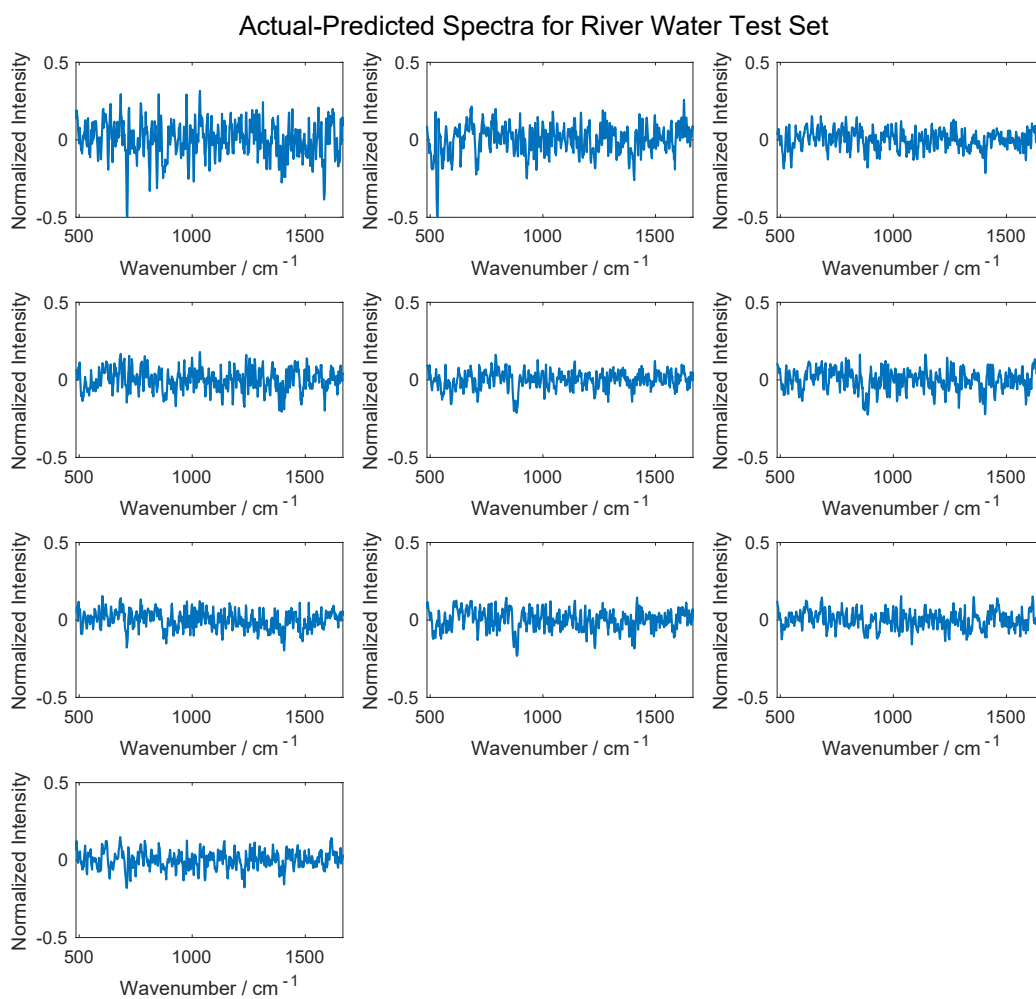 Actual-Predicted Spectra for River Water Test Set
Normalized Intensity
0.5
0
-0.5
500 1000 1500
Wavenumber / cm⁻¹
Normalized Intensity
0.5
0
-0.5
500 1000 1500
Wavenumber / cm⁻¹
Normalized Intensity
0.5
0
-0.5
500 1000 1500
Wavenumber / cm⁻¹
Normalized Intensity
0.5
0
-0.5
500 1000 1500
Wavenumber / cm⁻¹
Normalized Intensity
0.5
0
-0.5
500 1000 1500
Wavenumber / cm⁻¹
Normalized Intensity
0.5
0
-0.5
500 1000 1500
Wavenumber / cm⁻¹
Normalized Intensity
0.5
0
-0.5
500 1000 1500
Wavenumber / cm⁻¹
Normalized Intensity
0.5
0
-0.5
500 1000 1500
Wavenumber / cm⁻¹
Normalized Intensity
0.5
0
-0.5
500 1000 1500
Wavenumber / cm⁻¹
Normalized Intensity
0.5
0
-0.5
500 1000 1500
Wavenumber / cm⁻¹